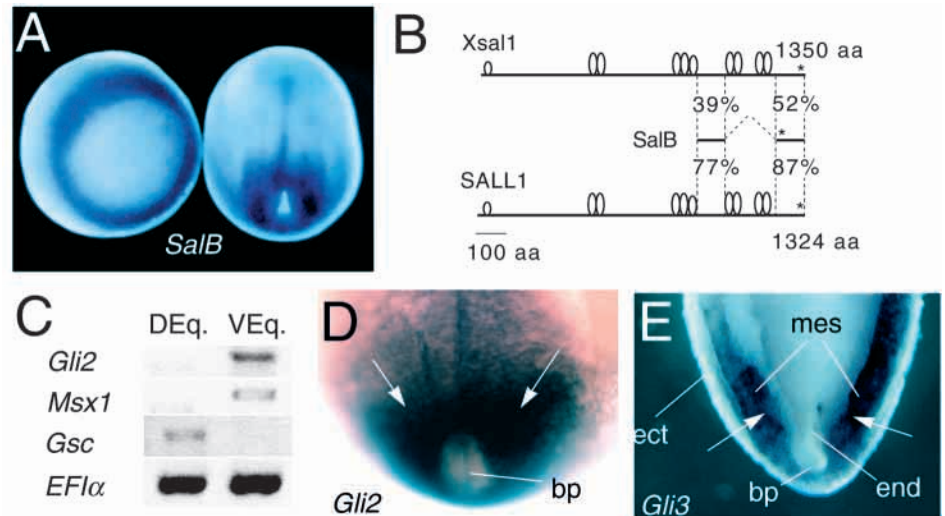 A
SalB
B
Xsal1
1350 aa
*
39%
52%
SalB
*
77%
87%
SALL1
*
100 aa
1324 aa
C
DEq. VEq.
Gli2
Msx1
Gsc
EFlα
D
bp
Gli2
E
mes
ect
bp
end
Gli3